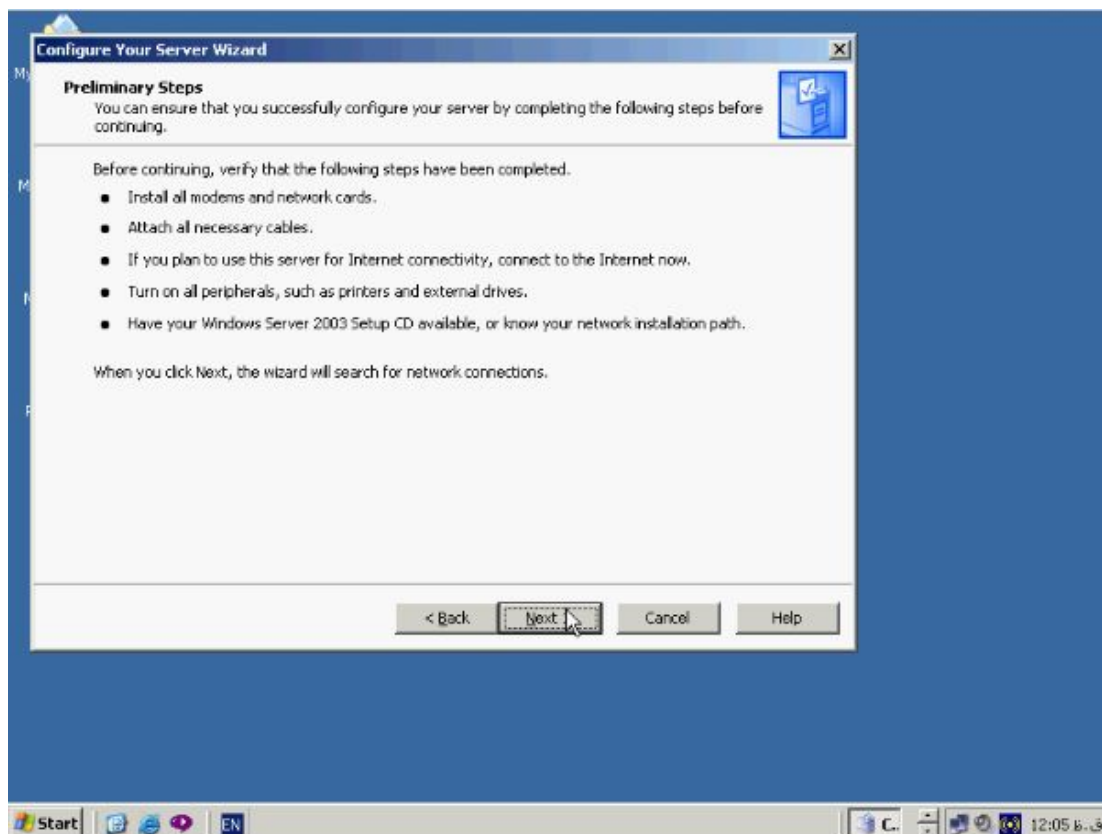 Configure Your Server Wizard
Preliminary Steps
You can ensure that you successfully configure your server by completing the following steps before
continuing.
Before continuing, verify that the following steps have been completed.
Install all modems and network cards.
Attach all necessary cables.
If you plan to use this server for Internet connectivity, connect to the Internet now.
Turn on all peripherals, such as printers and external drives.
Have your Windows Server 2003 Setup CD available, or know your network installation path.
When you click Next, the wizard will search for network connections.
< Back Next Cancel Help
Start EN C.. 12:05 ق.ظ